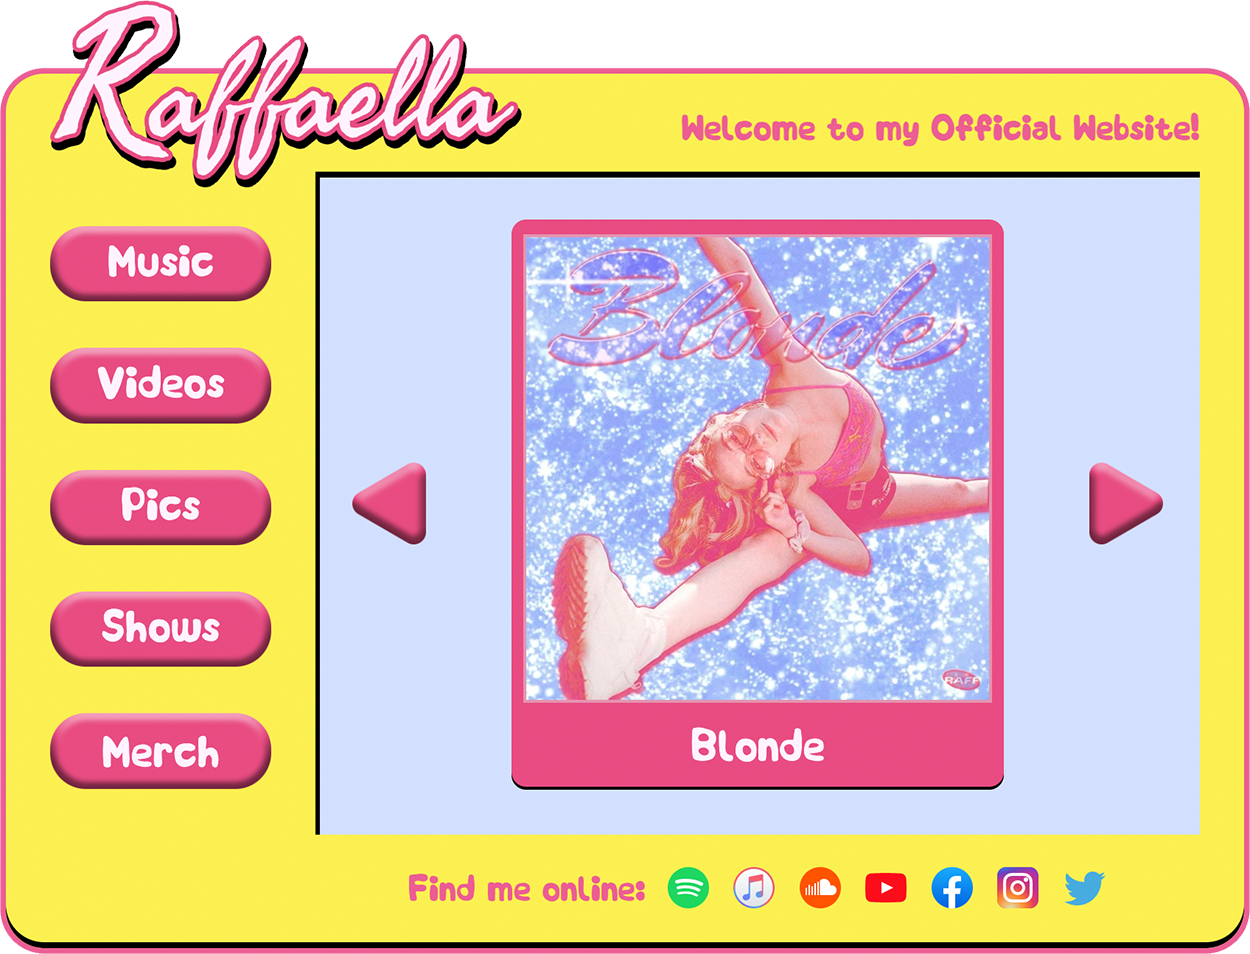 Raffaella
Welcome to my Official Website!
Music
Videos
Pics
Shows
Merch
Blonde
RAFF
Blonde
Find me online: